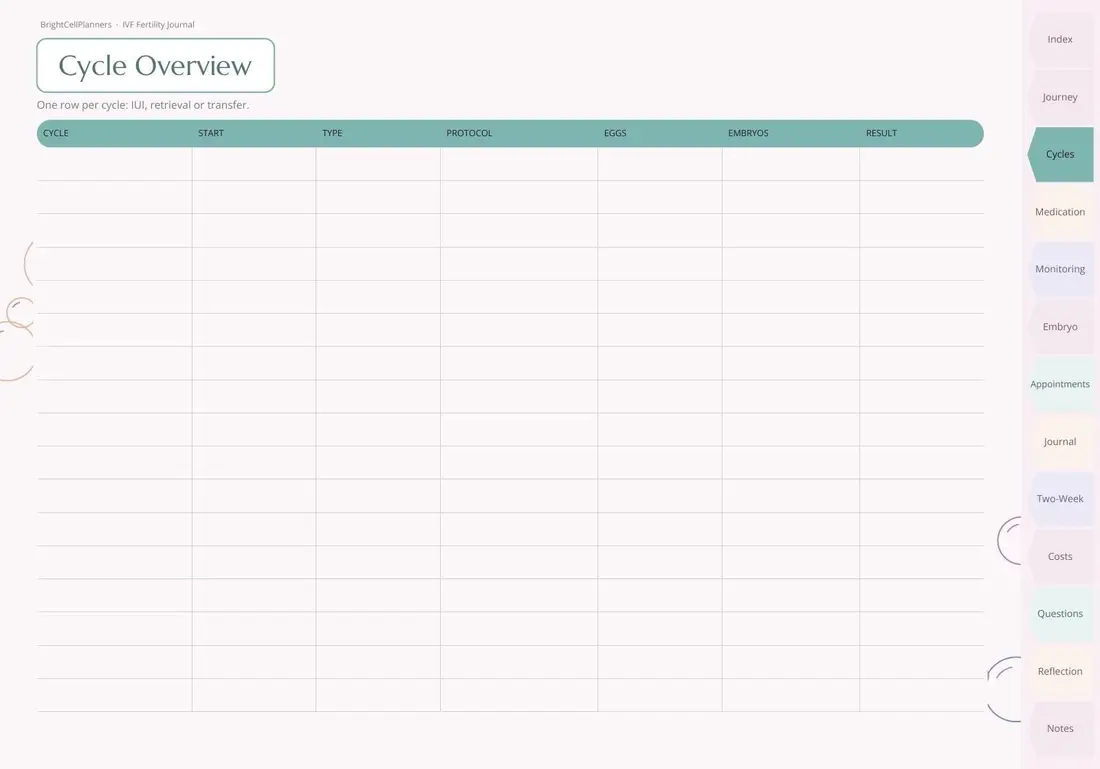 BrightCellPlanners · IVF Fertility Journal
Cycle Overview
One row per cycle: IUI, retrieval or transfer.
CYCLE START TYPE PROTOCOL EGGS EMBRYOS RESULT
Index
Journey
Cycles
Medication
Monitoring
Embryo
Appointments
Journal
Two-Week
Costs
Questions
Reflection
Notes